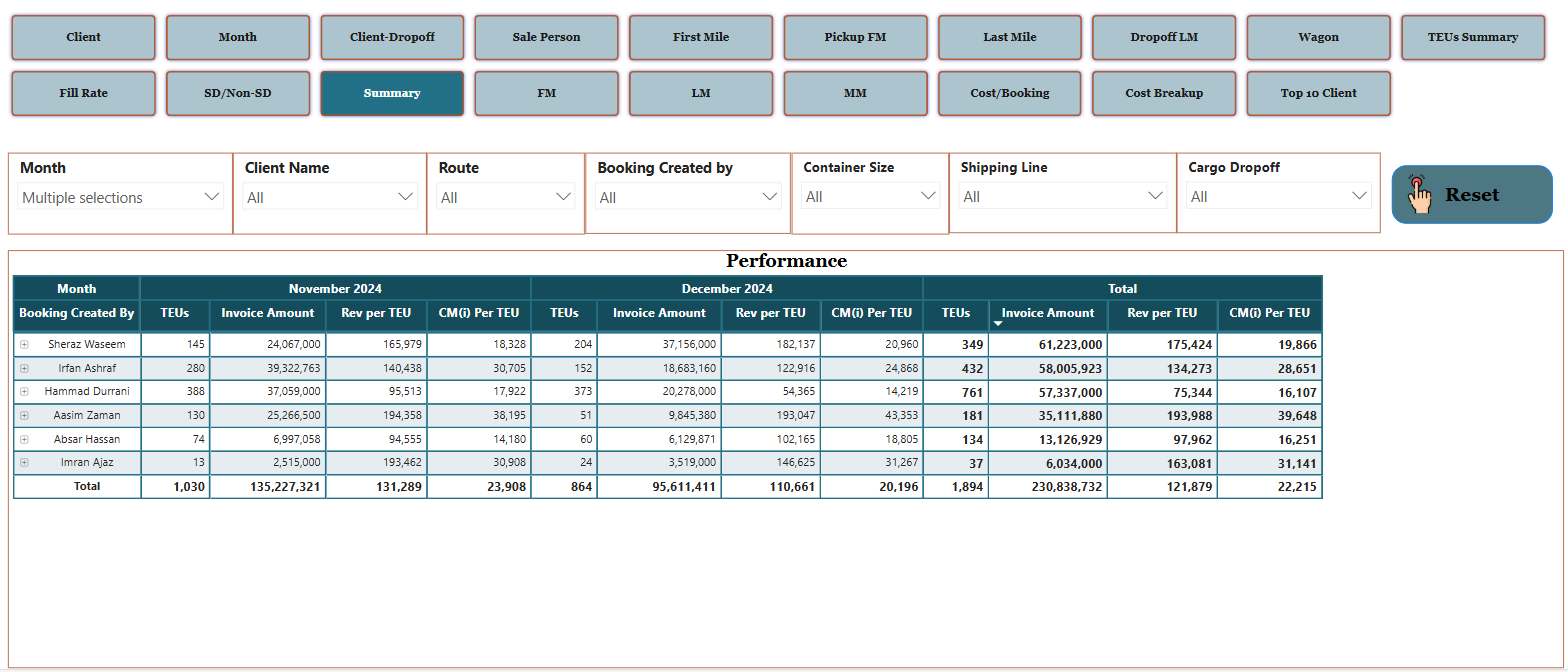 Client Month Client-Dropoff Sale Person First Mile Pickup FM Last Mile Dropoff LM Wagon TEUs Summary
Fill Rate SD/Non-SD Summary FM LM MM Cost/Booking Cost Breakup Top 10 Client
Month Client Name Route Booking Created by Container Size Shipping Line Cargo Dropoff
Multiple selections All All All All All All
Reset
Performance
Month November 2024 December 2024 Total
Booking Created By TEUs Invoice Amount Rev per TEU CM(i) Per TEU TEUs Invoice Amount Rev per TEU CM(i) Per TEU TEUs Invoice Amount Rev per TEU CM(i) Per TEU
Sheraz Waseem 145 24,067,000 165,979 18,328 204 37,156,000 182,137 20,960 349 61,223,000 175,424 19,866
Irfan Ashraf 280 39,322,763 140,438 30,705 152 18,683,160 122,916 24,868 432 58,005,923 134,273 28,651
Hammad Durrani 388 37,059,000 95,513 17,922 373 20,278,000 54,365 14,219 761 57,337,000 75,344 16,107
Aasim Zaman 130 25,266,500 194,358 38,195 51 9,845,380 193,047 43,353 181 35,111,880 193,988 39,648
Absar Hassan 74 6,997,058 94,555 14,180 60 6,129,871 102,165 18,805 134 13,126,929 97,962 16,251
Imran Ajaz 13 2,515,000 193,462 30,908 24 3,519,000 146,625 31,267 37 6,034,000 163,081 31,141
Total 1,030 135,227,321 131,289 23,908 864 95,611,411 110,661 20,196 1,894 230,838,732 121,879 22,215